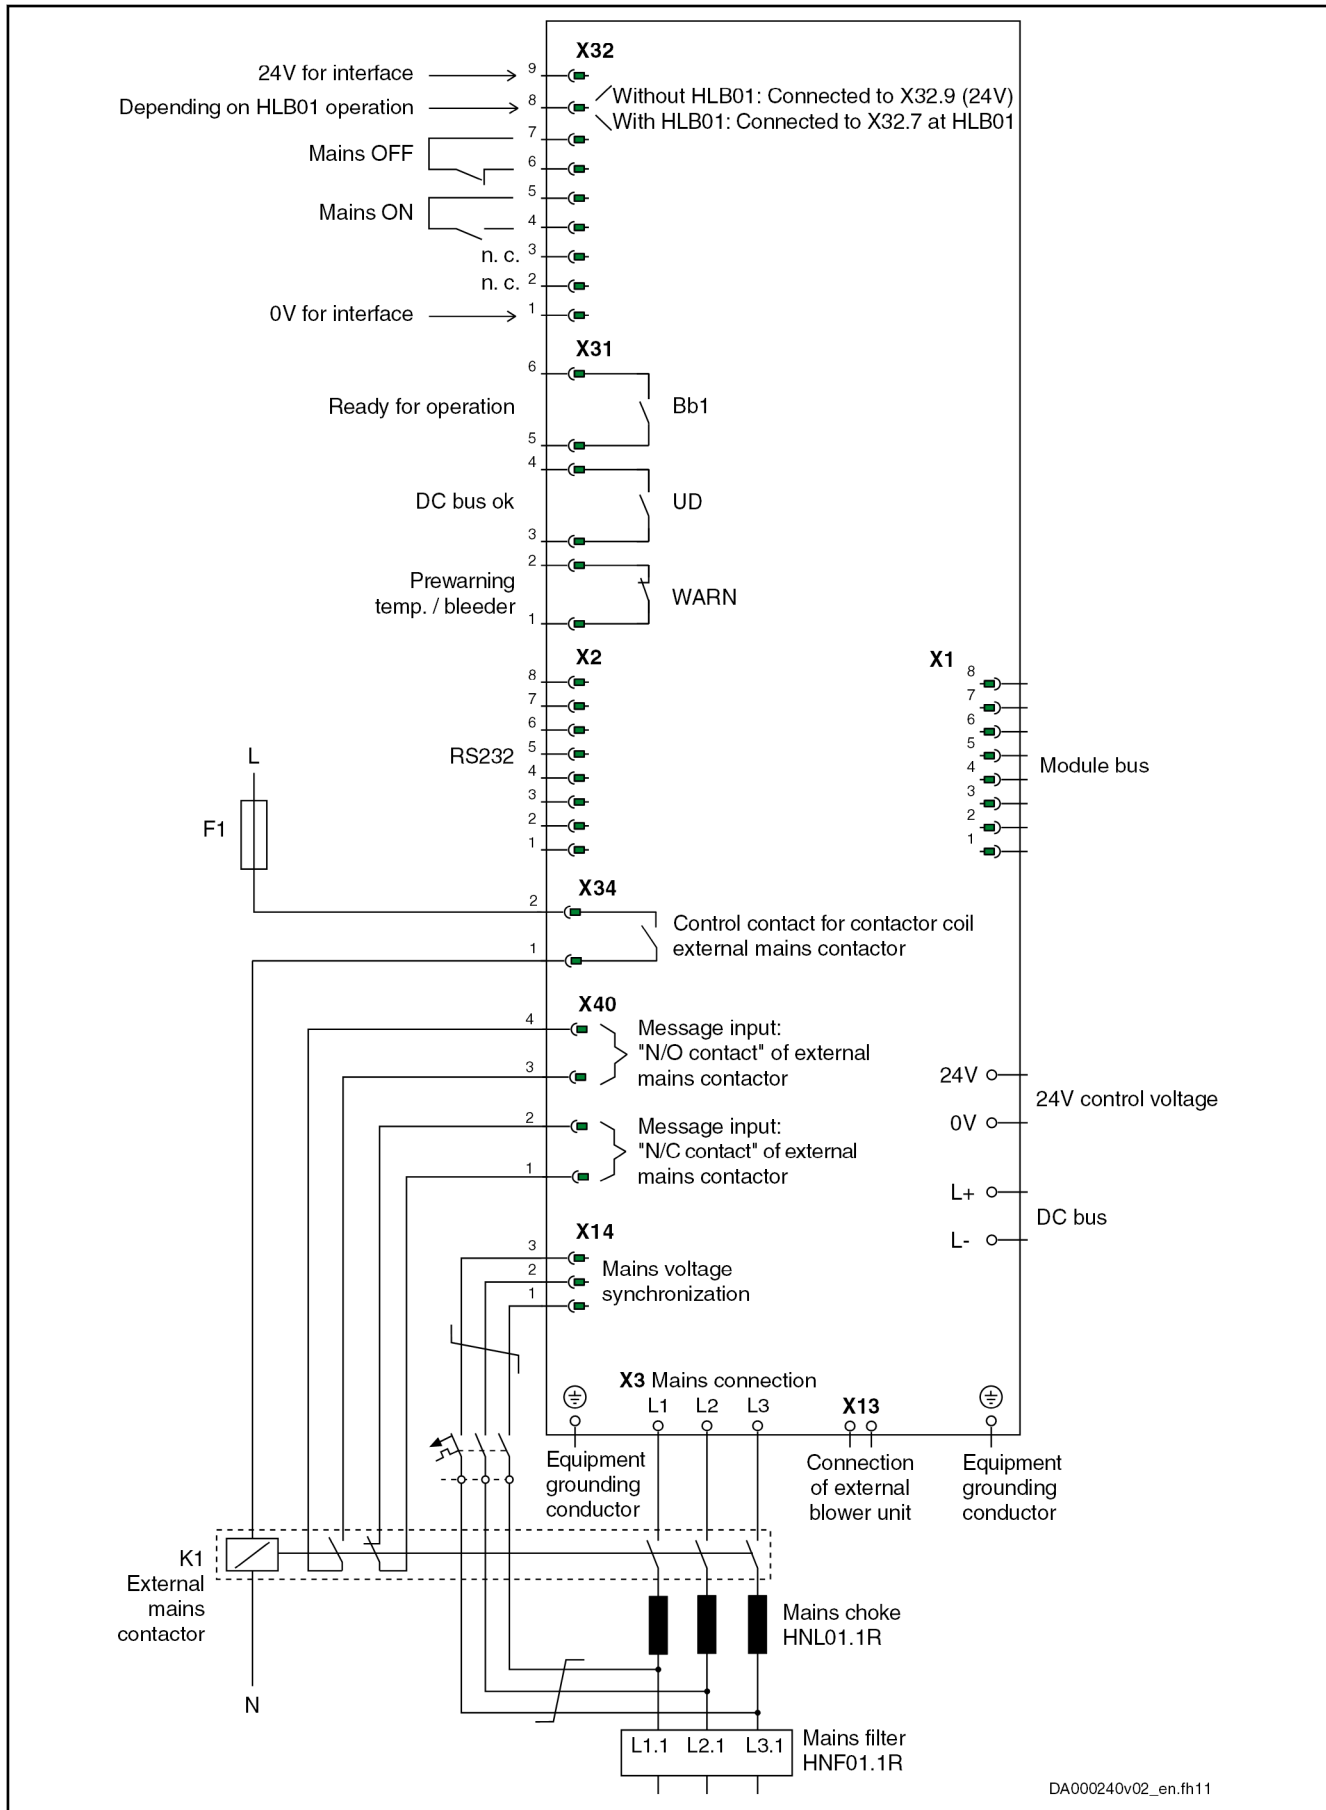 X32
24V for interface
9
Depending on HLB01 operation
8
Without HLB01: Connected to X32.9 (24V)
With HLB01: Connected to X32.7 at HLB01
7
Mains OFF
6
5
Mains ON
4
n. c. 3
n. c. 2
0V for interface
1
X31
6
Ready for operation
Bb1
5
4
DC bus ok
UD
3
2
Prewarning
temp. / bleeder
WARN
1
X2
8
7
6
RS232
5
4
3
2
1
X1
8
7
6
5
4
3
2
1
Module bus
L
F1
X34
2
1
Control contact for contactor coil
external mains contactor
X40
4
3
Message input:
"N/O contact" of external
mains contactor
2
1
Message input:
"N/C contact" of external
mains contactor
24V
0V
24V control voltage
L+
L-
DC bus
X14
3
2
1
Mains voltage
synchronization
X3 Mains connection
L1 L2 L3
X13
Equipment
grounding
conductor
Connection
of external
blower unit
Equipment
grounding
conductor
K1
External
mains
contactor
N
Mains choke
HNL01.1R
L1.1 L2.1 L3.1
Mains filter
HNF01.1R
DA000240v02_en.fh11